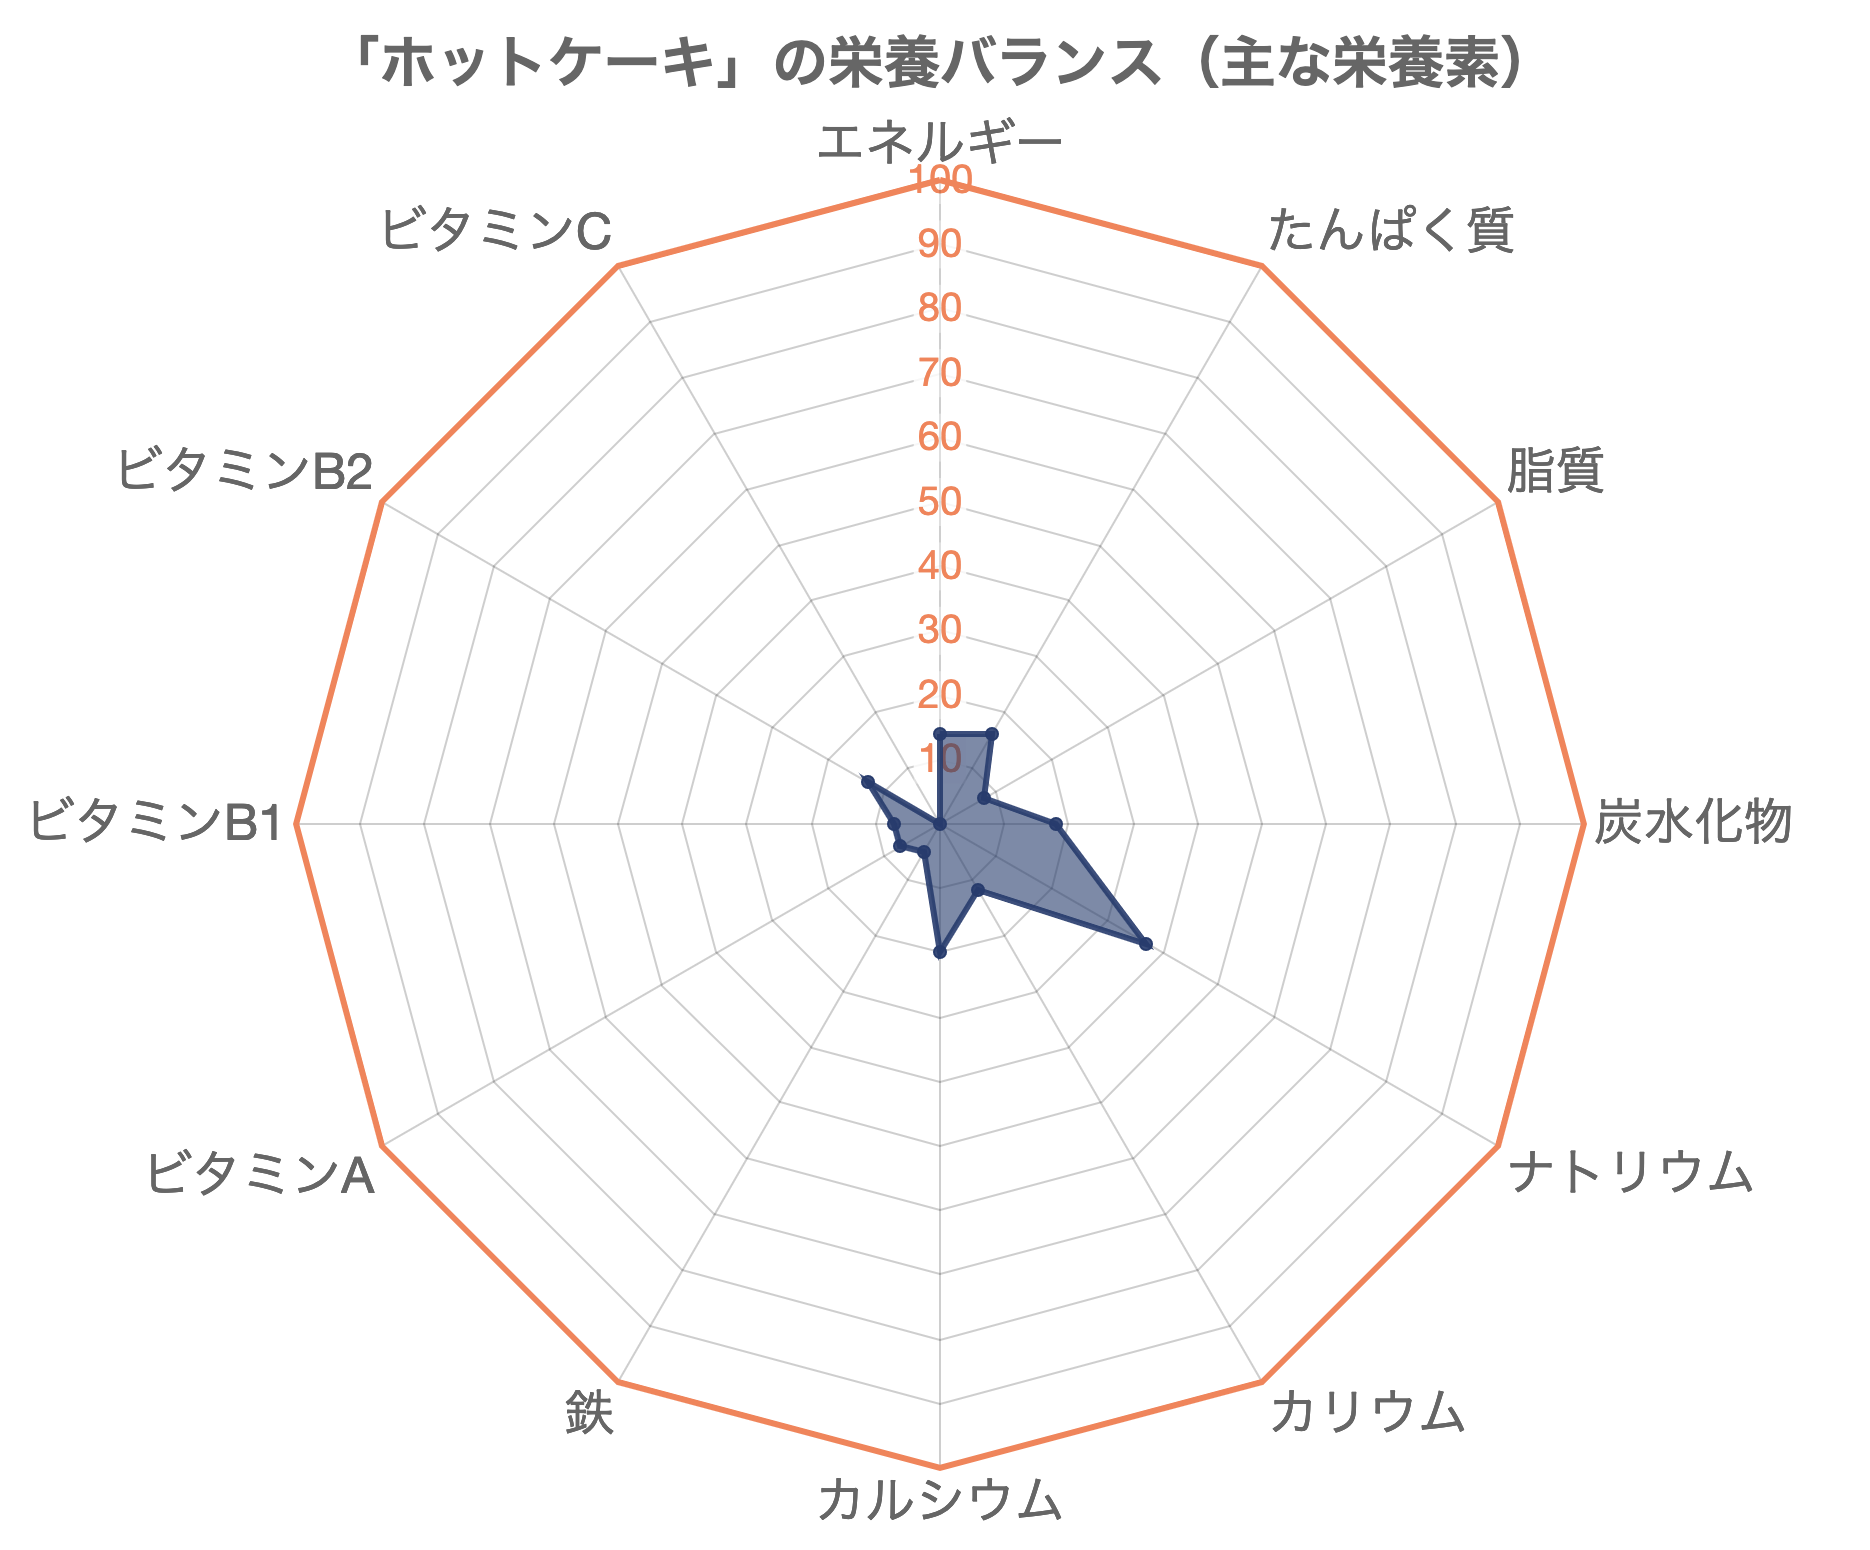 「ホットケーキ」の栄養バランス（主な栄養素）
エネルギー
たんぱく質
脂質
炭水化物
ナトリウム
カリウム
カルシウム
鉄
ビタミンA
ビタミンB1
ビタミンB2
ビタミンC
100
90
80
70
60
50
40
30
20
10